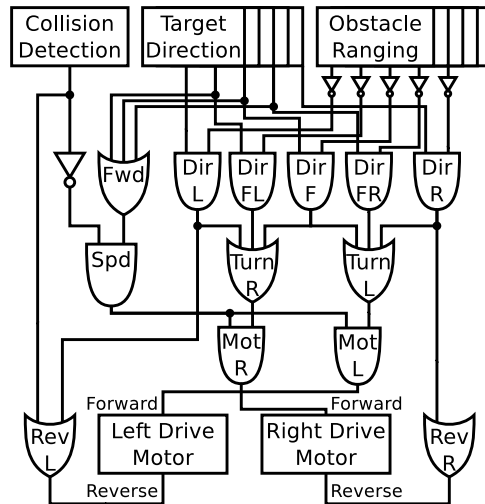 Collision
Detection
Target
Direction
Obstacle
Ranging
Fwd
Dir
L
Dir
FL
Dir
F
Dir
FR
Dir
R
Spd
Turn
R
Turn
L
Mot
R
Mot
L
Forward
Forward
Rev
L
Left Drive
Motor
Right Drive
Motor
Rev
R
Reverse
Reverse